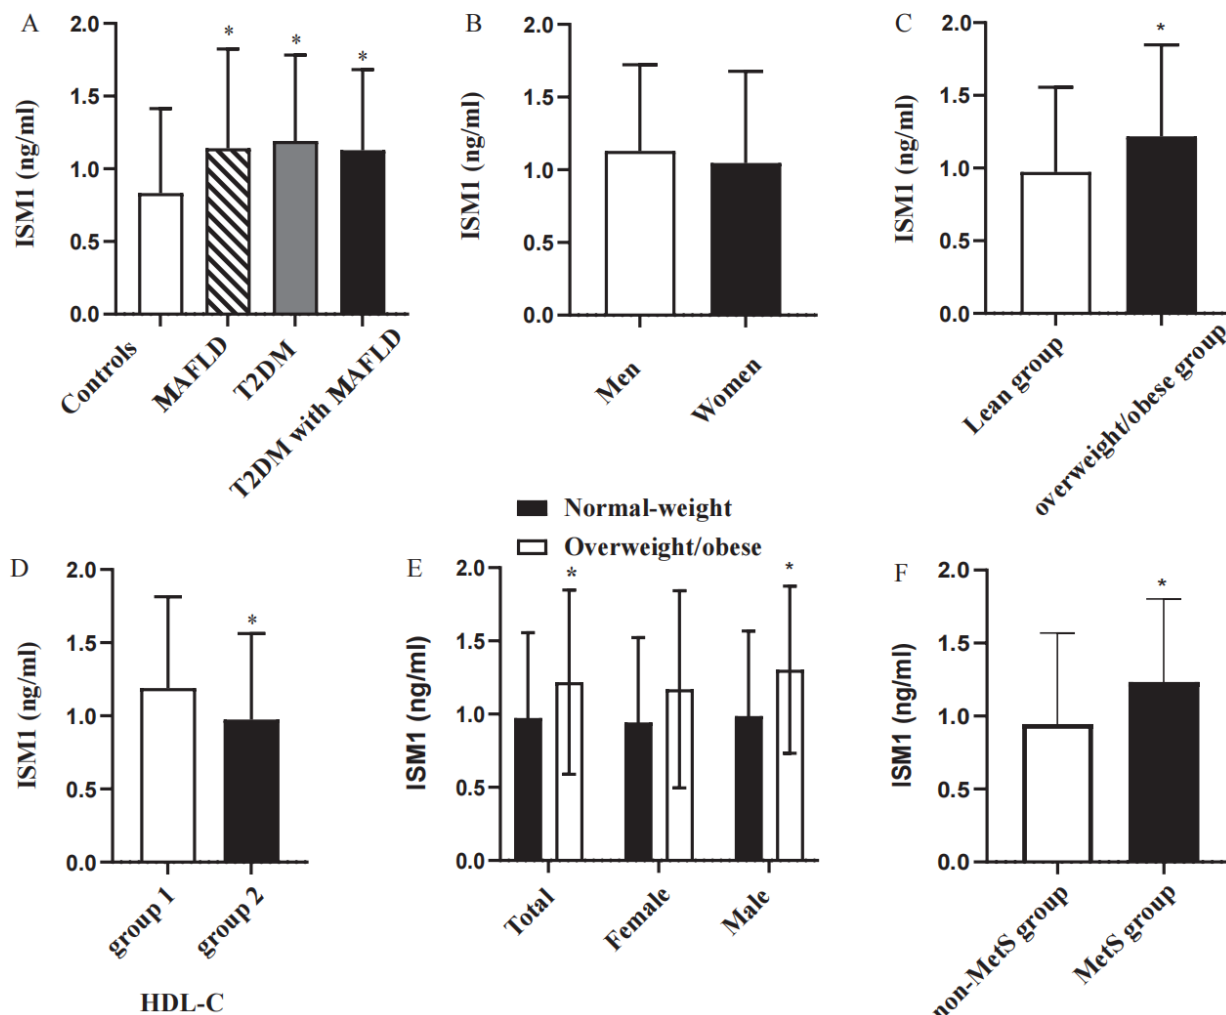 A
ISM1 (ng/ml)
2.0
1.5
1.0
0.5
0.0
*
*
*
Controls
MAFLD
T2DM
T2DM with MAFLD
B
ISM1 (ng/ml)
2.0
1.5
1.0
0.5
0.0
Men
Women
C
ISM1 (ng/ml)
2.0
1.5
1.0
0.5
0.0
*
Lean group
overweight/obese group
Normal-weight
Overweight/obese
D
ISM1 (ng/ml)
2.0
1.5
1.0
0.5
0.0
*
group 1
group 2
HDL-C
E
ISM1 (ng/ml)
2.0
1.5
1.0
0.5
0.0
*
*
Total
Female
Male
F
ISM1 (ng/ml)
2.0
1.5
1.0
0.5
0.0
*
non-MetS group
MetS group